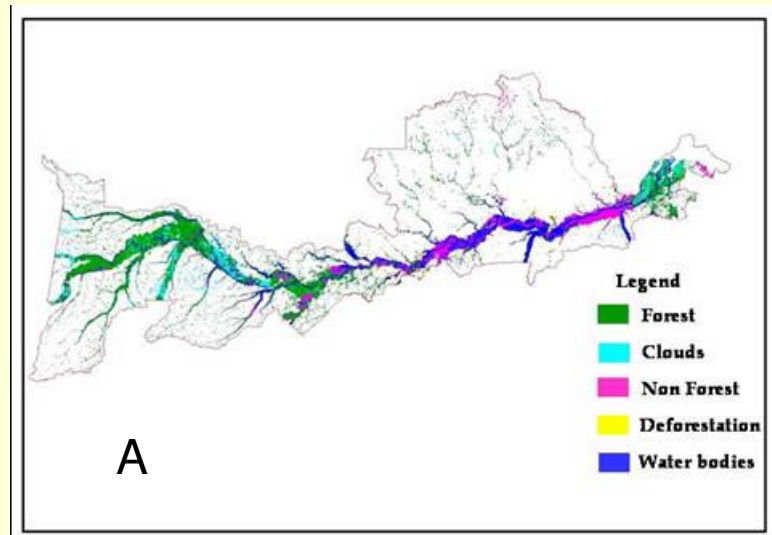 Legend
Forest
Clouds
Non Forest
Deforestation
Water bodies
A